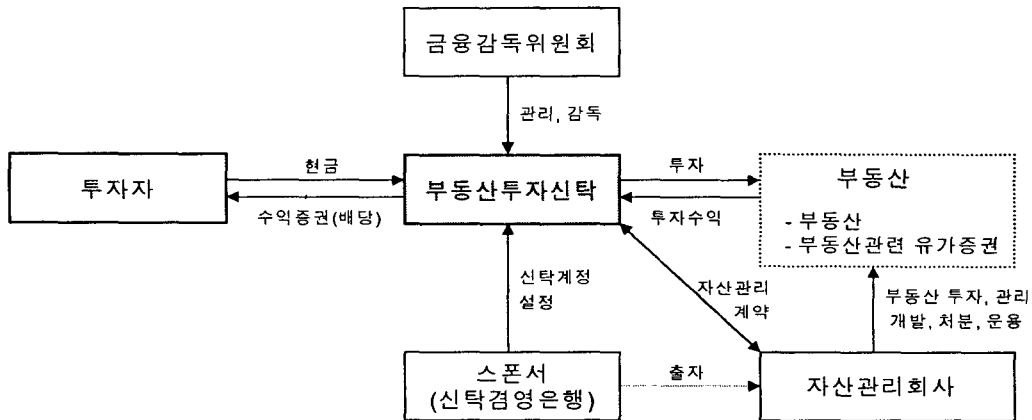 금융감독위원회
관리, 감독
투자자
현금
수익증권(배당)
부동산투자신탁
투자
투자수익
부동산
- 부동산
- 부동산관련 유가증권
신탁계정
설정
자산관리
계약
부동산 투자, 관리
개발, 처분, 운용
스폰서
(신탁겸영은행)
출자
자산관리회사